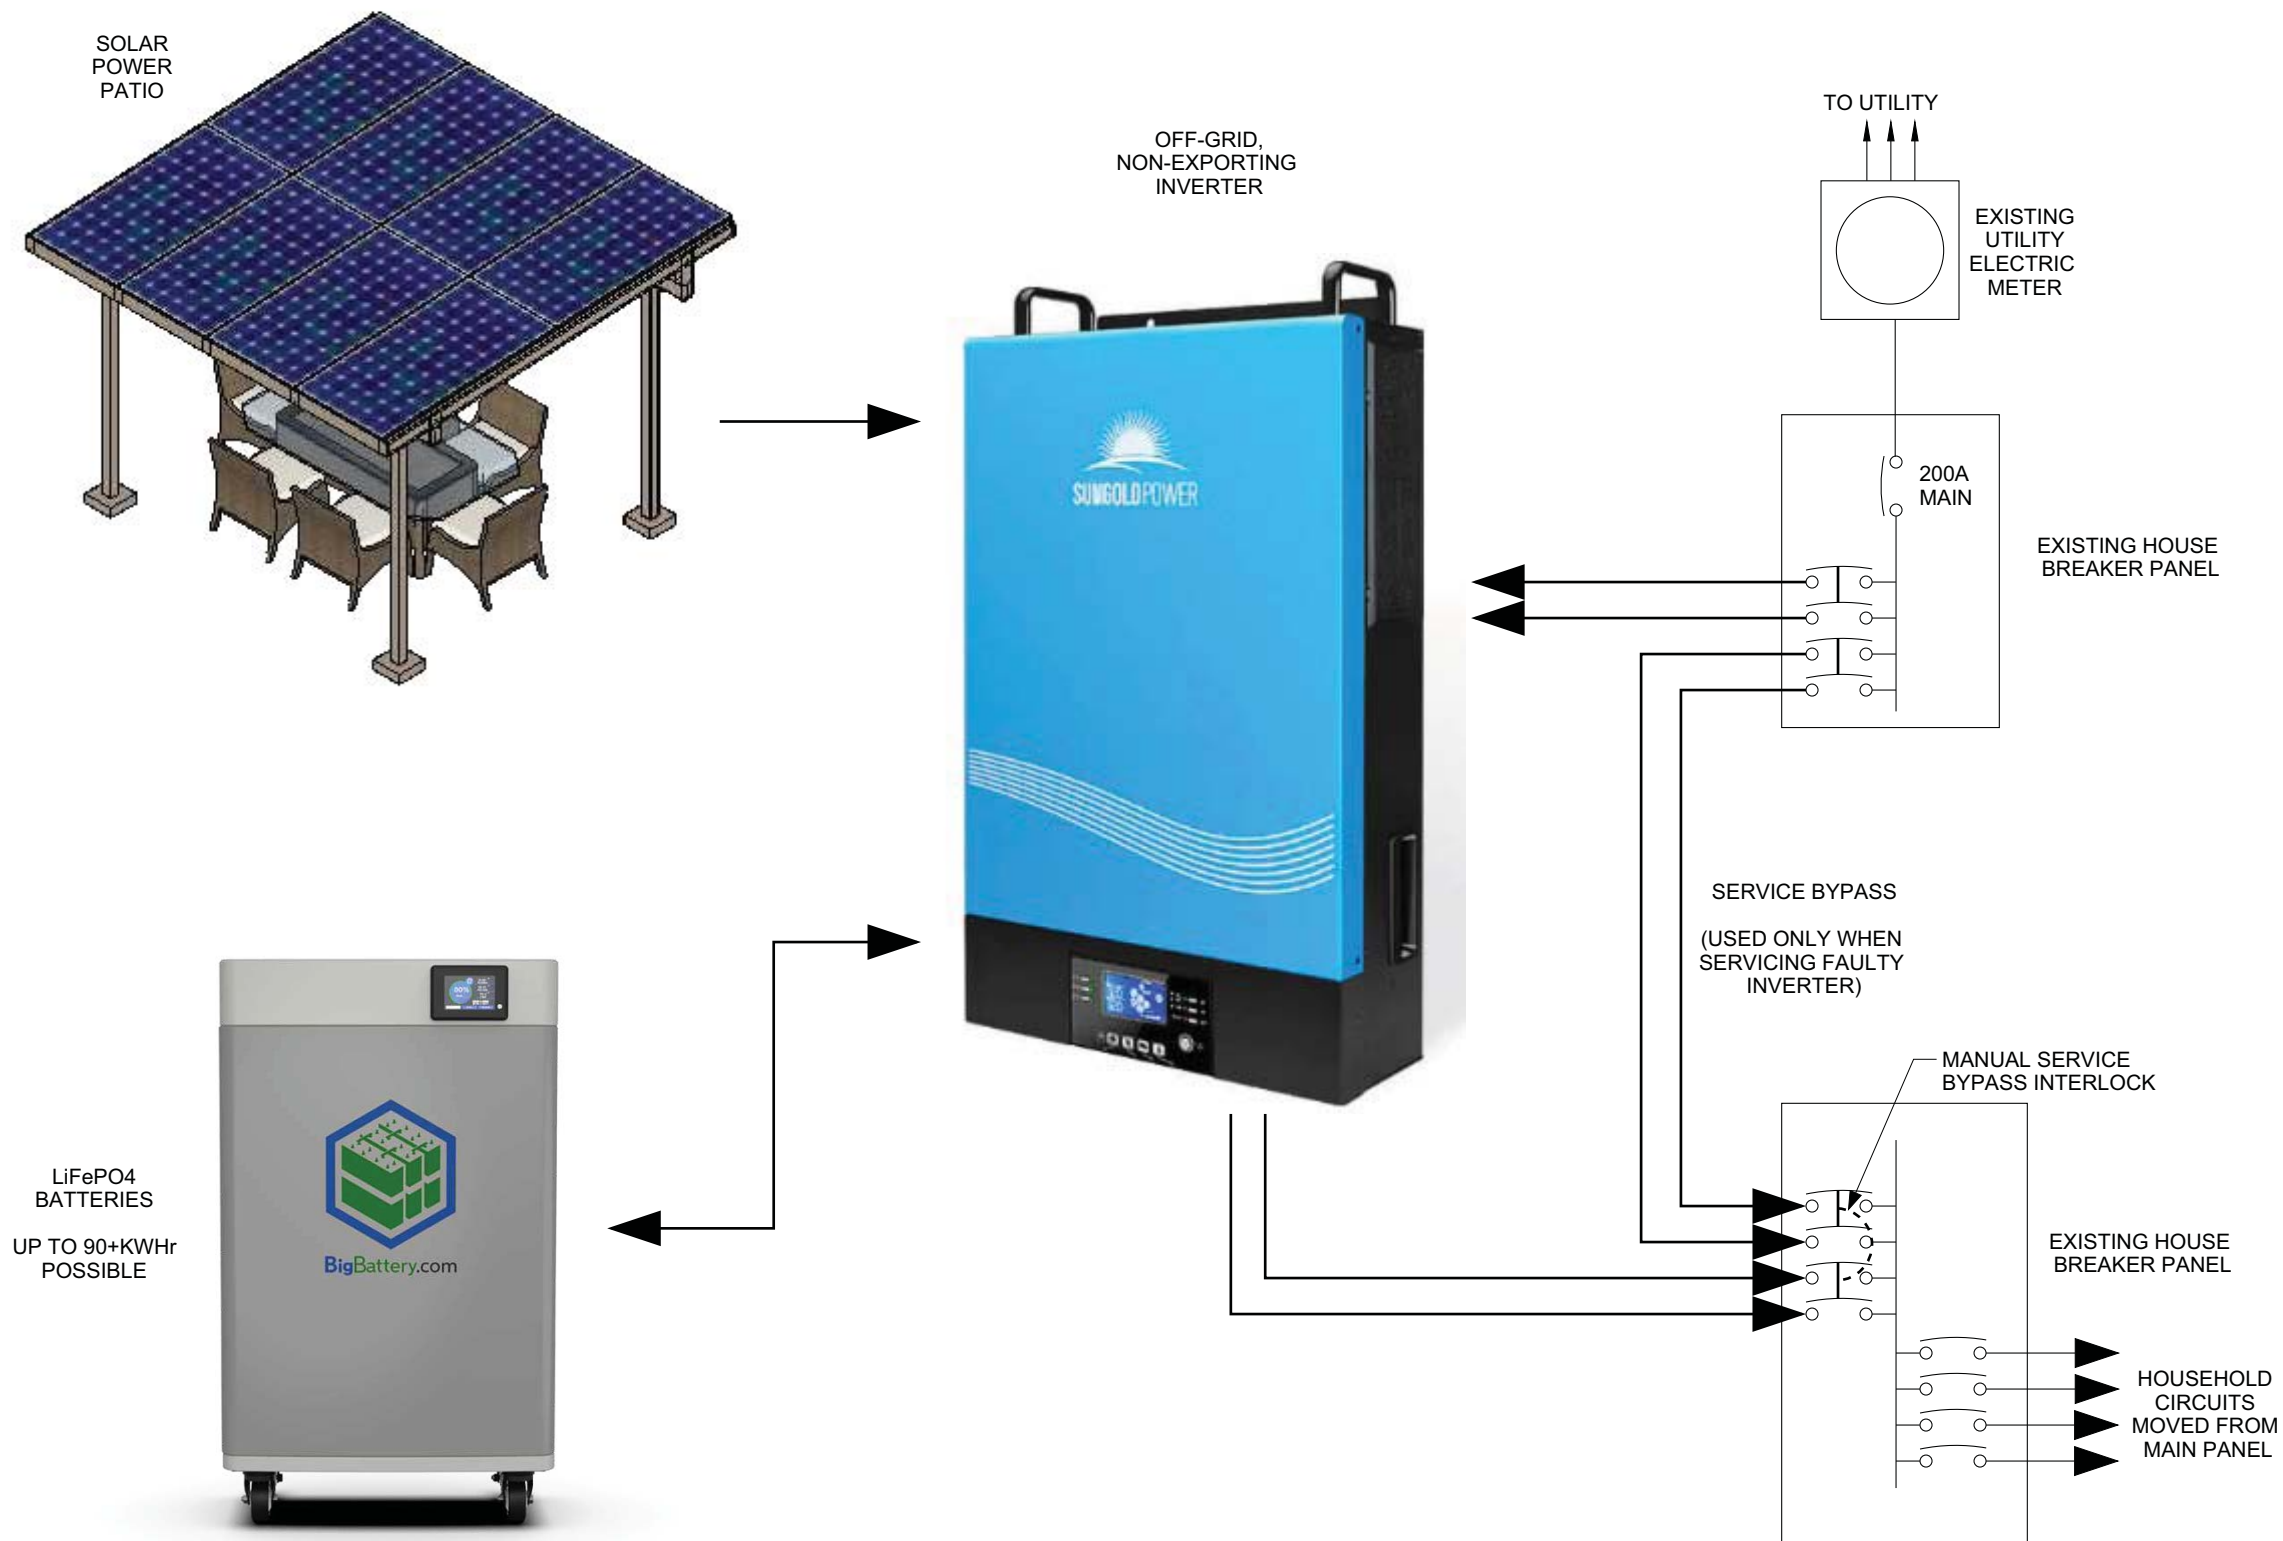 SOLAR
POWER
PATIO
OFF-GRID,
NON-EXPORTING
INVERTER
TO UTILITY
EXISTING
UTILITY
ELECTRIC
METER
200A
MAIN
EXISTING HOUSE
BREAKER PANEL
SUNGOLDPOWER
SERVICE BYPASS
(USED ONLY WHEN
SERVICING FAULTY
INVERTER)
MANUAL SERVICE
BYPASS INTERLOCK
LiFePO4
BATTERIES
UP TO 90+KWHr
POSSIBLE
BigBattery.com
EXISTING HOUSE
BREAKER PANEL
HOUSEHOLD
CIRCUITS
MOVED FROM
MAIN PANEL